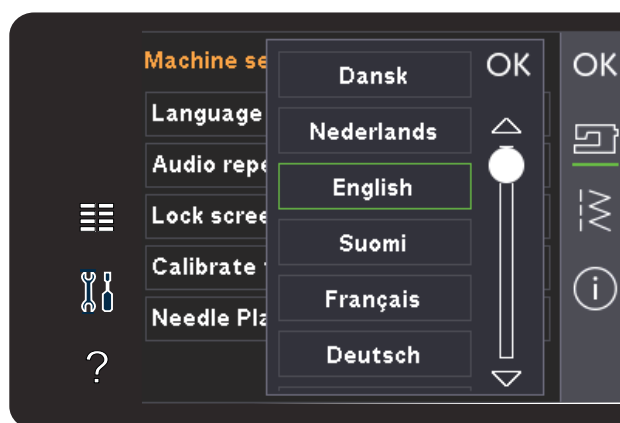 Machine se
OK
OK
Dansk
Language
Nederlands
Audio repe
English
Lock scree
Suomi
Calibrate
Français
Needle Pla
Deutsch
i
?